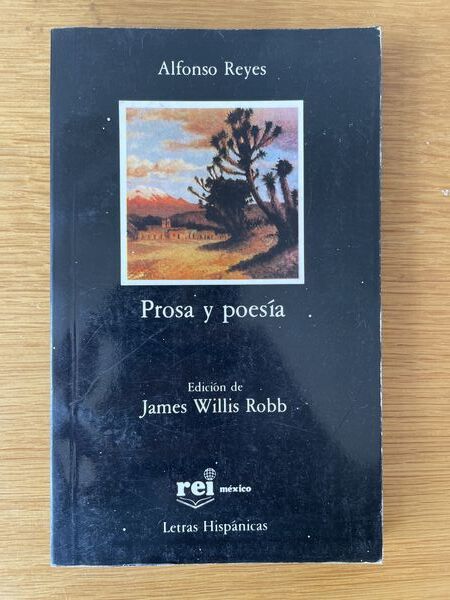 Alfonso Reyes
Prosa y poesía
Edición de
James Willis Robb
rei méxico
Letras Hispánicas